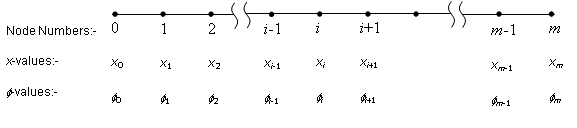 Node Numbers:- 0 1 2 i-1 i i+1 m-1 m
x-values:- x₀ x₁ x₂ xᵢ₋₁ xᵢ xᵢ₊₁ xₘ₋₁ xₘ
ϕ-values:- ϕ₀ ϕ₁ ϕ₂ ϕᵢ₋₁ ϕᵢ ϕᵢ₊₁ ϕₘ₋₁ ϕₘ